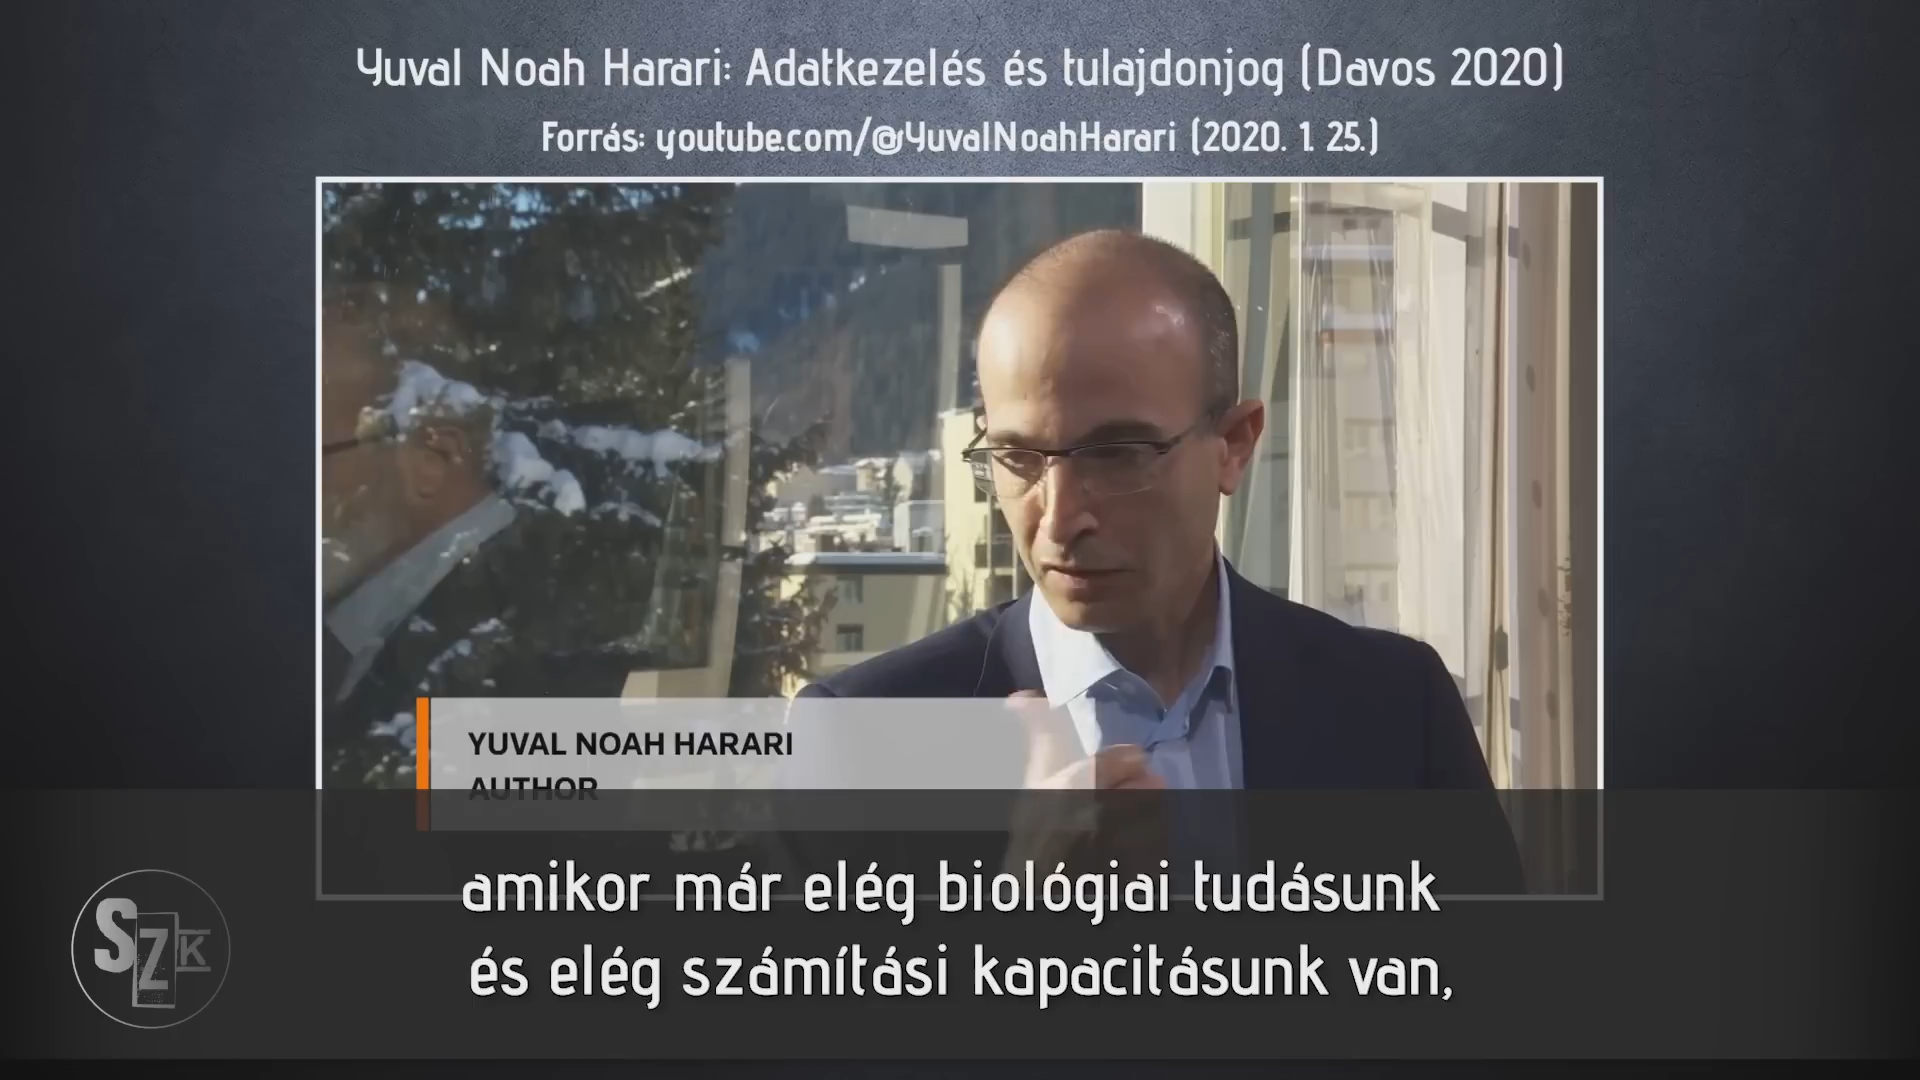 Yuval Noah Harari: Adatkezelés és tulajdonjog (Davos 2020)
Forrás: youtube.com/@YuvalNoahHarari (2020. 1. 25.)
YUVAL NOAH HARARI
AUTHOR
amikor már elég biológiai tudásunk
és elég számítási kapacitásunk van,
SZK